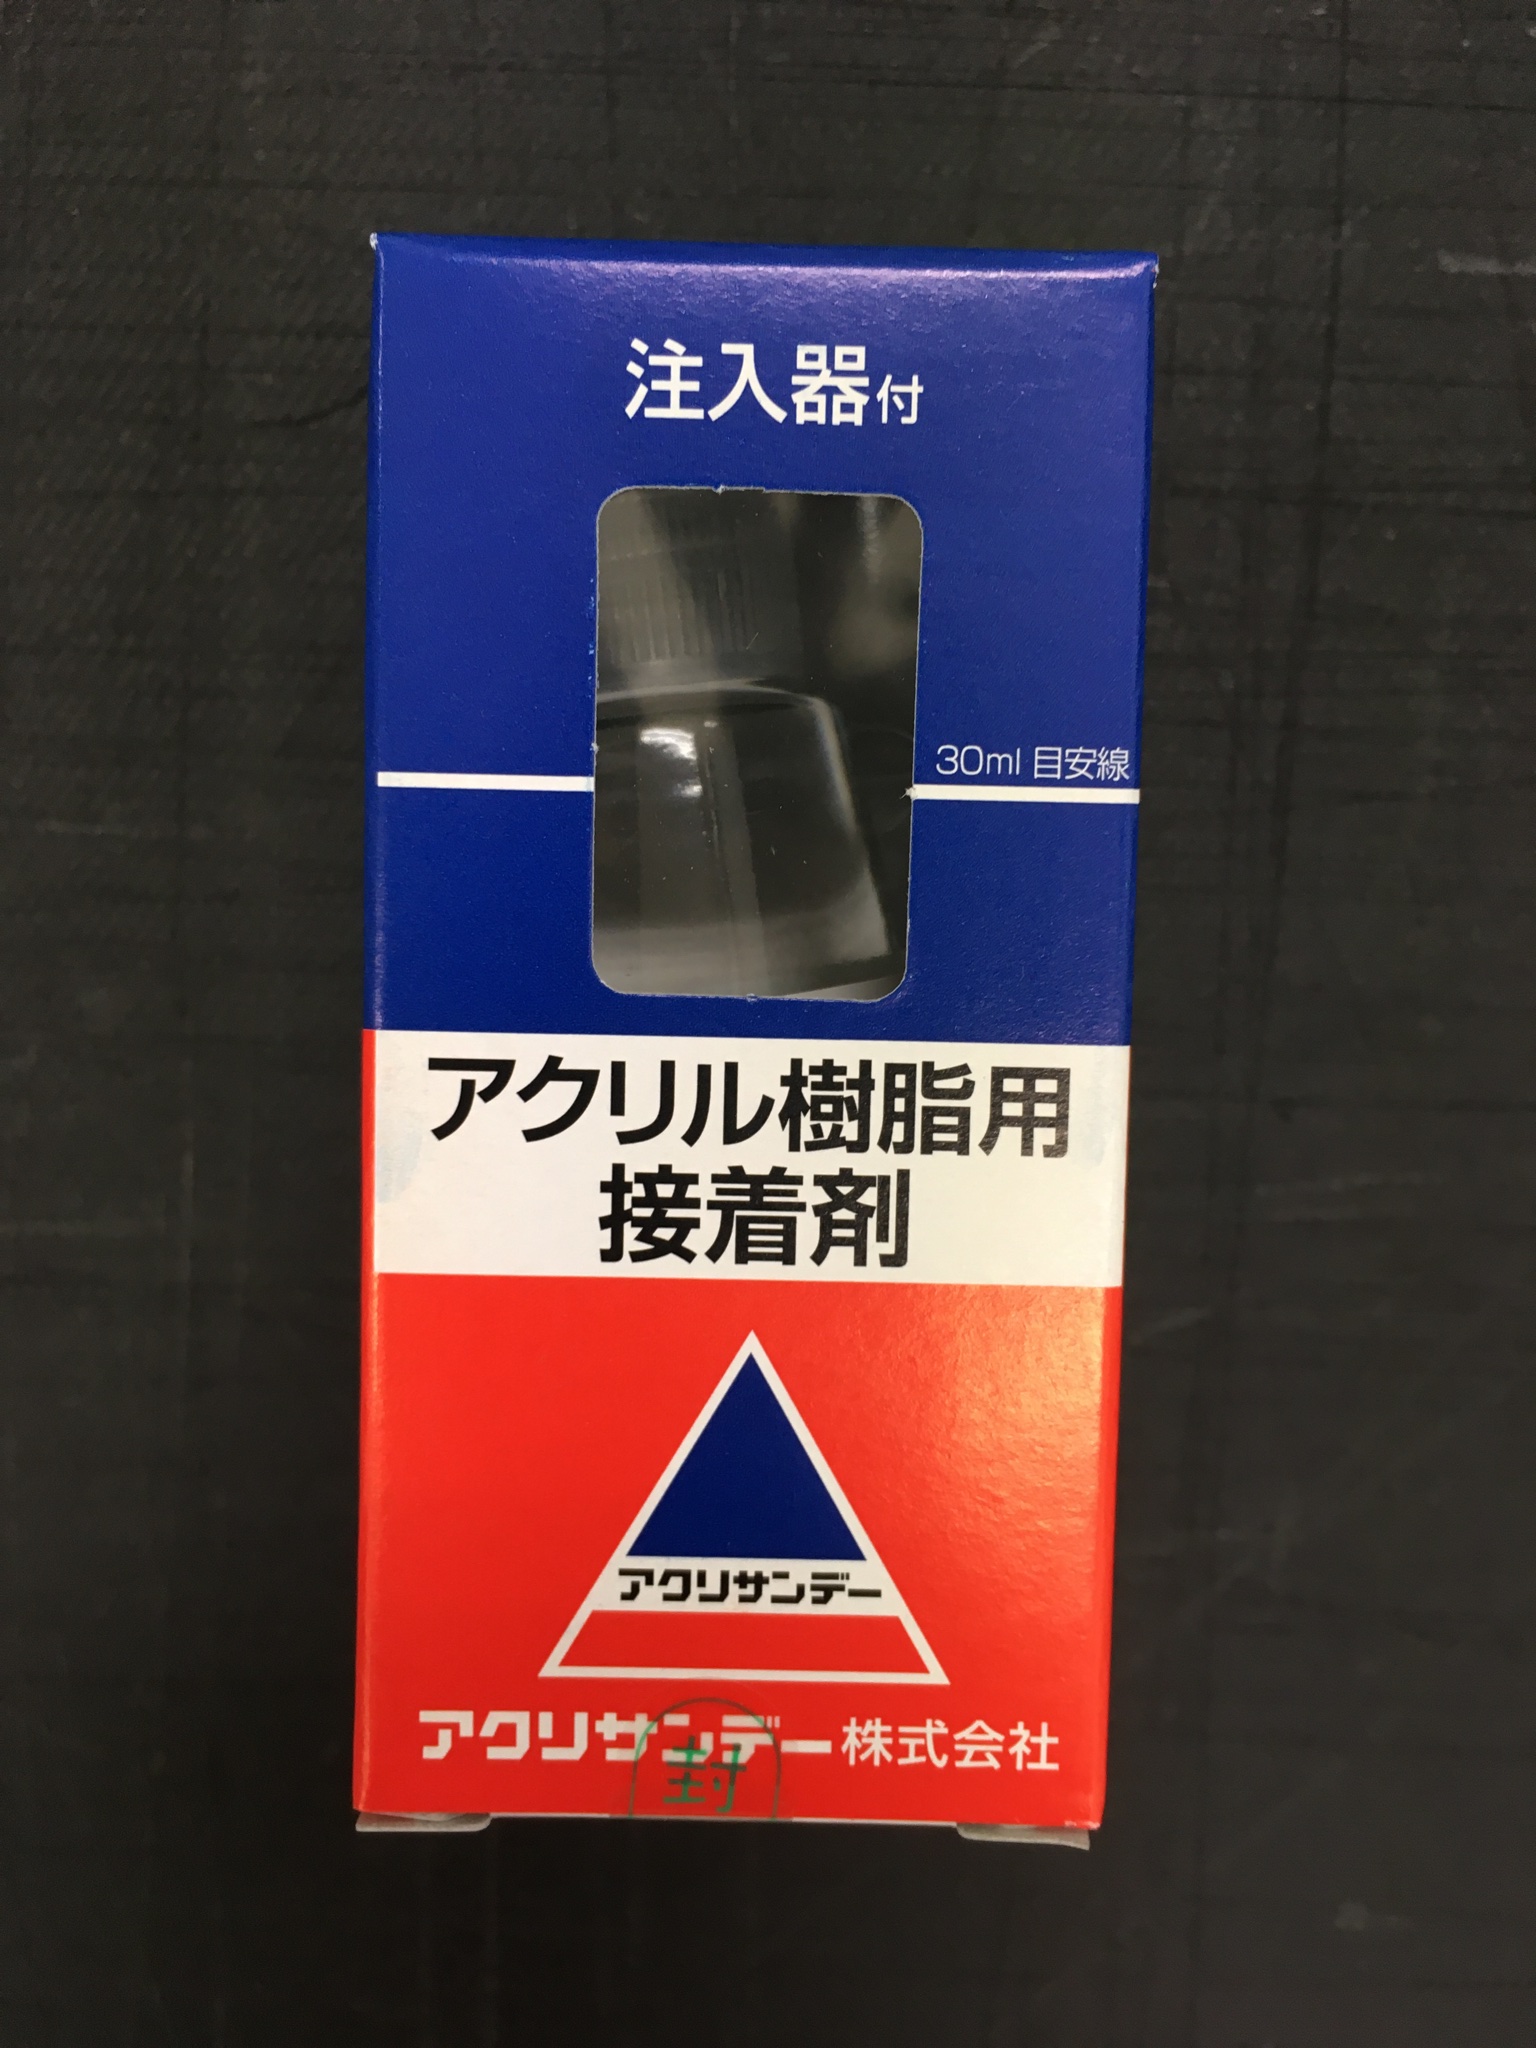 注入器付
30ml 目安線
アクリル樹脂用
接着剤
アクリサンデー
アクリサンデー株式会社
封